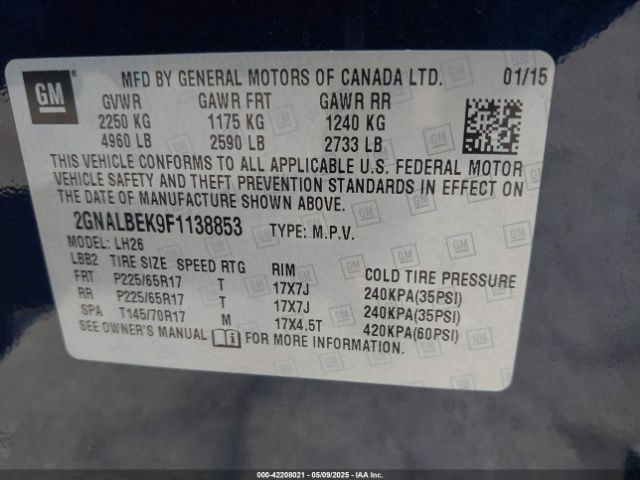 GM
MFD BY GENERAL MOTORS OF CANADA LTD. 01/15
GVWR GAWR FRT GAWR RR
2250 KG 1175 KG 1240 KG
4960 LB 2590 LB 2733 LB
THIS VEHICLE CONFORMS TO ALL APPLICABLE U.S. FEDERAL MOTOR
VEHICLE SAFETY AND THEFT PREVENTION STANDARDS IN EFFECT ON
THE DATE OF MANUFACTURE SHOWN ABOVE.
2GNALBEK9F1138853 TYPE: M.P.V.
MODEL: LH26
LBB2 TIRE SIZE SPEED RTG RIM COLD TIRE PRESSURE
FRT P225/65R17 T 17X7J 240KPA(35PSI)
RR P225/65R17 T 17X7J 240KPA(35PSI)
SPA T145/70R17 M 17X4.5T 420KPA(60PSI)
SEE OWNER'S MANUAL i FOR MORE INFORMATION.
000-42208021 | 05/09/2025 | IAAI.com